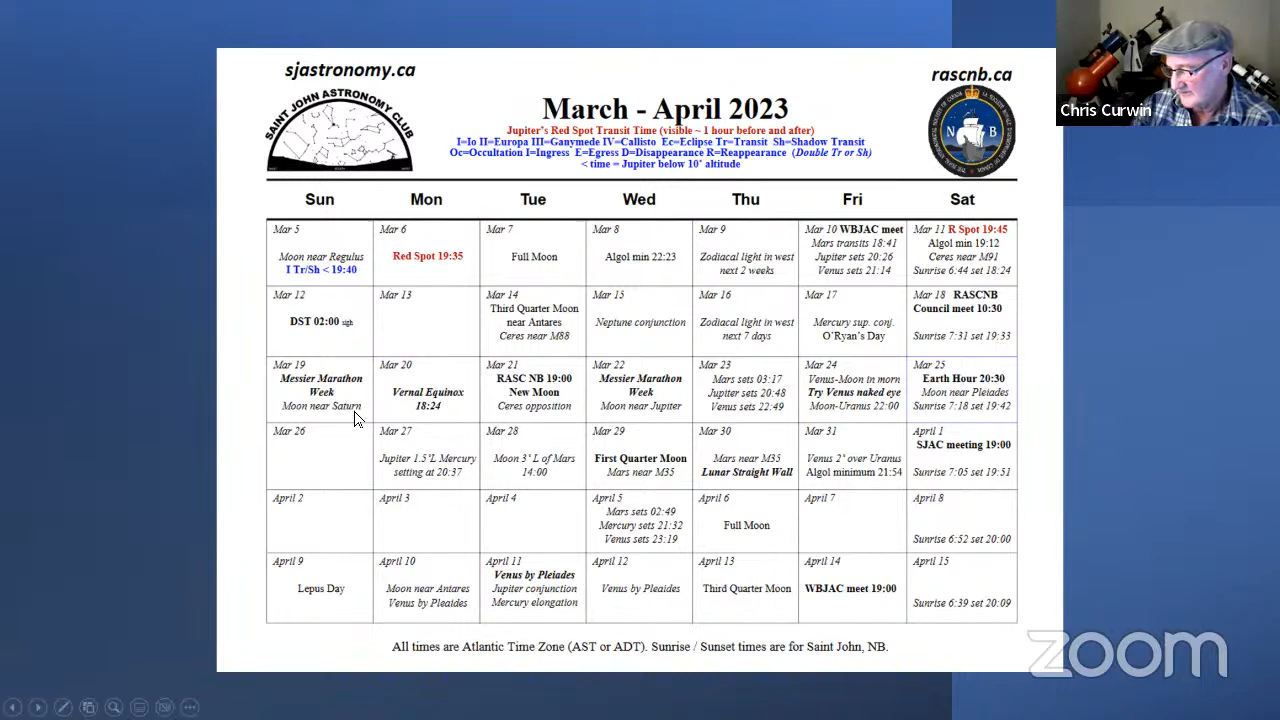 sjastronomy.ca
rascnb.ca
SAINT JOHN ASTRONOMY CLUB
N B
March - April 2023
Jupiter's Red Spot Transit Time (visible ~ 1 hour before and after)
I=Io II=Europa III=Ganymede IV=Callisto Ec=Eclipse Tr=Transit Sh=Shadow Transit
Oc=Occultation I=Ingress E=Egress D=Disappearance R=Reappearance (Double Tr or Sh)
< time = Jupiter below 10˚ altitude
Chris Curwin
Sun Mon Tue Wed Thu Fri Sat
Mar 5
Moon near Regulus
I Tr/Sh < 19:40
Mar 6
Red Spot 19:35
Mar 7
Full Moon
Mar 8
Algol min 22:23
Mar 9
Zodiacal light in west
next 2 weeks
Mar 10 WBJAC meet
Mars transits 18:41
Jupiter sets 20:26
Venus sets 21:14
Mar 11 R Spot 19:45
Algol min 19:12
Ceres near M91
Sunrise 6:44 set 18:24
Mar 12
DST 02:00 sigh
Mar 13
Mar 14
Third Quarter Moon
near Antares
Ceres near M88
Mar 15
Neptune conjunction
Mar 16
Zodiacal light in west
next 7 days
Mar 17
Mercury sup. conj.
O'Ryan's Day
Mar 18 RASCNB
Council meet 10:30
Sunrise 7:31 set 19:33
Mar 19
Messier Marathon
Week
Moon near Saturn
Mar 20
Vernal Equinox
18:24
Mar 21
RASC NB 19:00
New Moon
Ceres opposition
Mar 22
Messier Marathon
Week
Moon near Jupiter
Mar 23
Mars sets 03:17
Jupiter sets 20:48
Venus sets 22:49
Mar 24
Venus-Moon in morn
Try Venus naked eye
Moon-Uranus 22:00
Mar 25
Earth Hour 20:30
Moon near Pleiades
Sunrise 7:18 set 19:42
Mar 26
Mar 27
Jupiter 1.5˚L Mercury
setting at 20:37
Mar 28
Moon 3˚ L of Mars
14:00
Mar 29
First Quarter Moon
Mars near M35
Mar 30
Mars near M35
Lunar Straight Wall
Mar 31
Venus 2˚ over Uranus
Algol minimum 21:54
April 1
SJAC meeting 19:00
Sunrise 7:05 set 19:51
April 2
April 3
April 4
April 5
Mars sets 02:49
Mercury sets 21:32
Venus sets 23:19
April 6
Full Moon
April 7
April 8
Sunrise 6:52 set 20:00
April 9
Lepus Day
April 10
Moon near Antares
Venus by Pleaides
April 11
Venus by Pleiades
Jupiter conjunction
Mercury elongation
April 12
Venus by Pleaides
April 13
Third Quarter Moon
April 14
WBJAC meet 19:00
April 15
Sunrise 6:39 set 20:09
All times are Atlantic Time Zone (AST or ADT). Sunrise / Sunset times are for Saint John, NB.
zoom